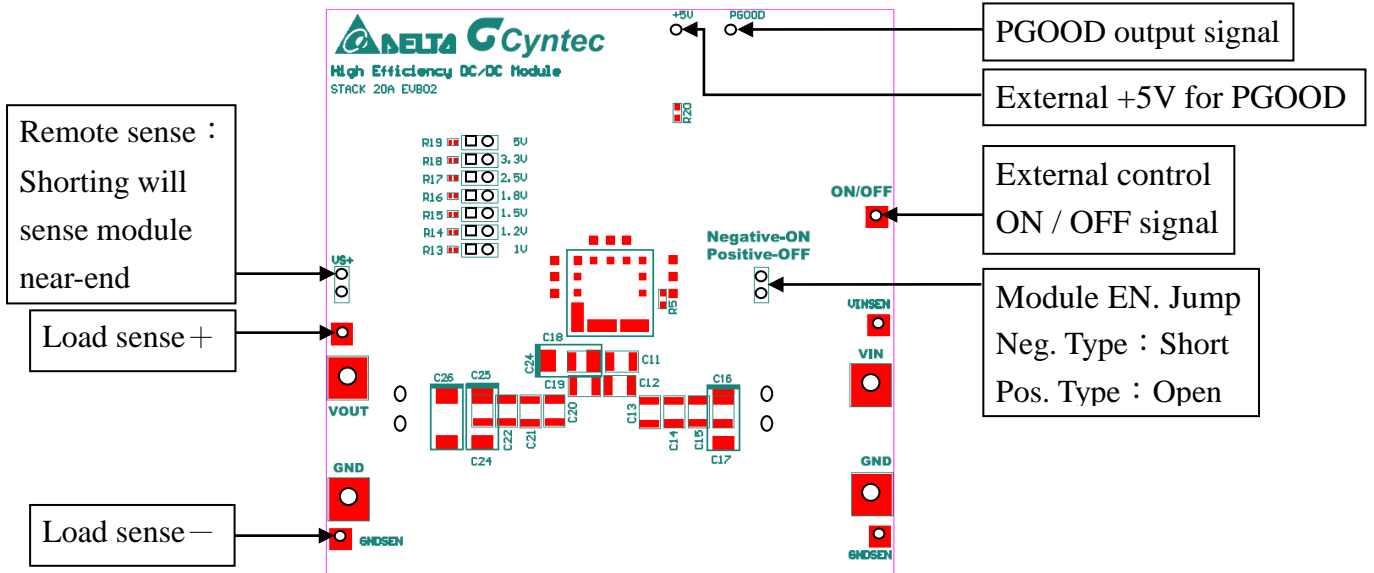 +5V PGOOD
DELTA Cyntec
High Efficiency DC/DC Module
STACK 20A EVB02
R20
R19 5V
R18 3.3V
R17 2.5V
R16 1.8V
R15 1.5V
R14 1.2V
R13 1V
ON/OFF
Negative-ON
Positive-OFF
VS+
R5
VINSEN
VIN
C18
C24
C11
C19
C12
C20
C26
C25
C16
C13
C22
C21
C14
C15
C24
C17
VOUT
GND
GND
GNDSEN
GNDSEN
Remote sense：
Shorting will
sense module
near-end
Load sense＋
Load sense－
PGOOD output signal
External +5V for PGOOD
External control
ON / OFF signal
Module EN. Jump
Neg. Type：Short
Pos. Type：Open